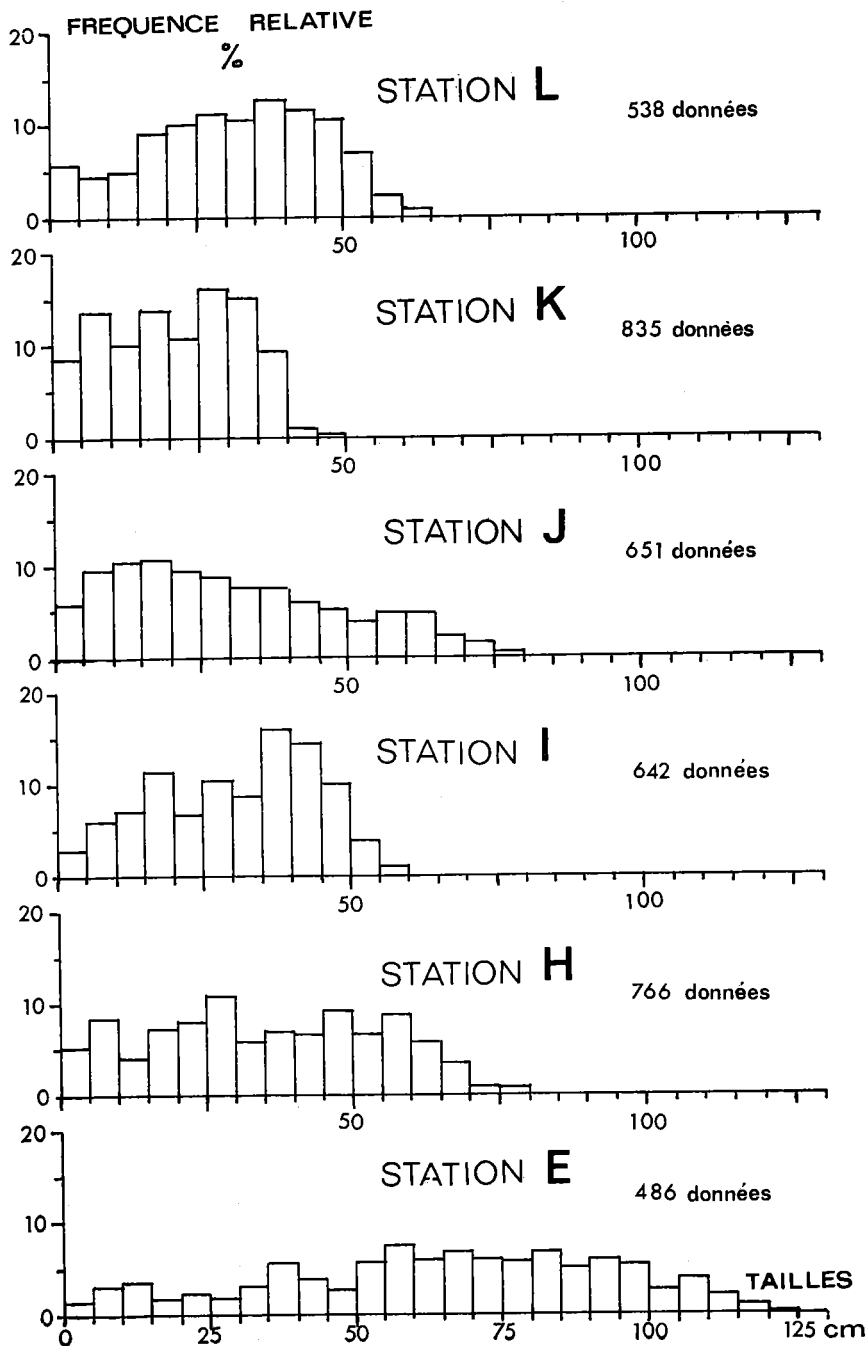 FREQUENCE RELATIVE
%
20
10
0
STATION L
538 données
50
100
20
10
0
STATION K
835 données
50
100
20
10
0
STATION J
651 données
50
100
20
10
0
STATION I
642 données
50
100
20
10
0
STATION H
766 données
50
100
20
10
0
STATION E
486 données
TAILLES
0 25 50 75 100 125 cm